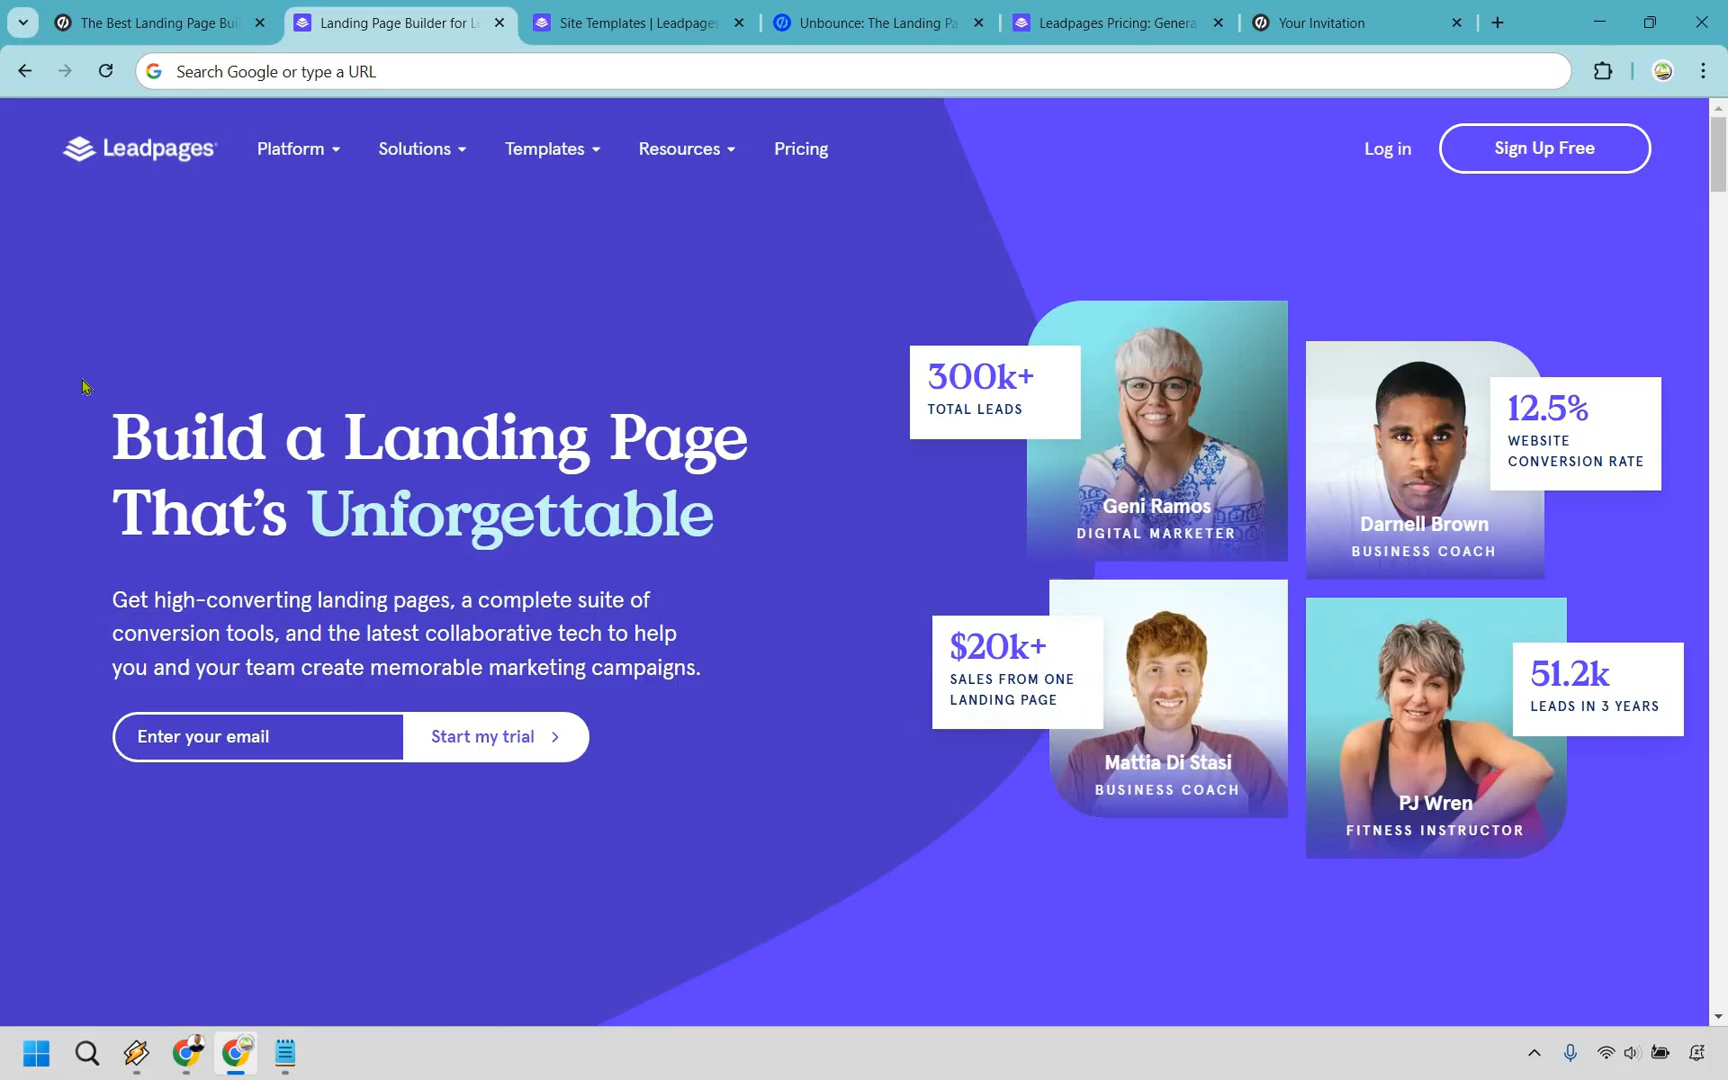 The Best Landing Page Bui
Landing Page Builder for Le
Site Templates | Leadpages
Unbounce: The Landing Pa
Leadpages Pricing: Genera
Your Invitation
Search Google or type a URL
Leadpages
Platform
Solutions
Templates
Resources
Pricing
Log in
Sign Up Free
Build a Landing Page
That's Unforgettable
Get high-converting landing pages, a complete suite of
conversion tools, and the latest collaborative tech to help
you and your team create memorable marketing campaigns.
Enter your email
Start my trial
300k+
TOTAL LEADS
Geni Ramos
DIGITAL MARKETER
12.5%
WEBSITE
CONVERSION RATE
Darnell Brown
BUSINESS COACH
$20k+
SALES FROM ONE
LANDING PAGE
Mattia Di Stasi
BUSINESS COACH
51.2k
LEADS IN 3 YEARS
PJ Wren
FITNESS INSTRUCTOR